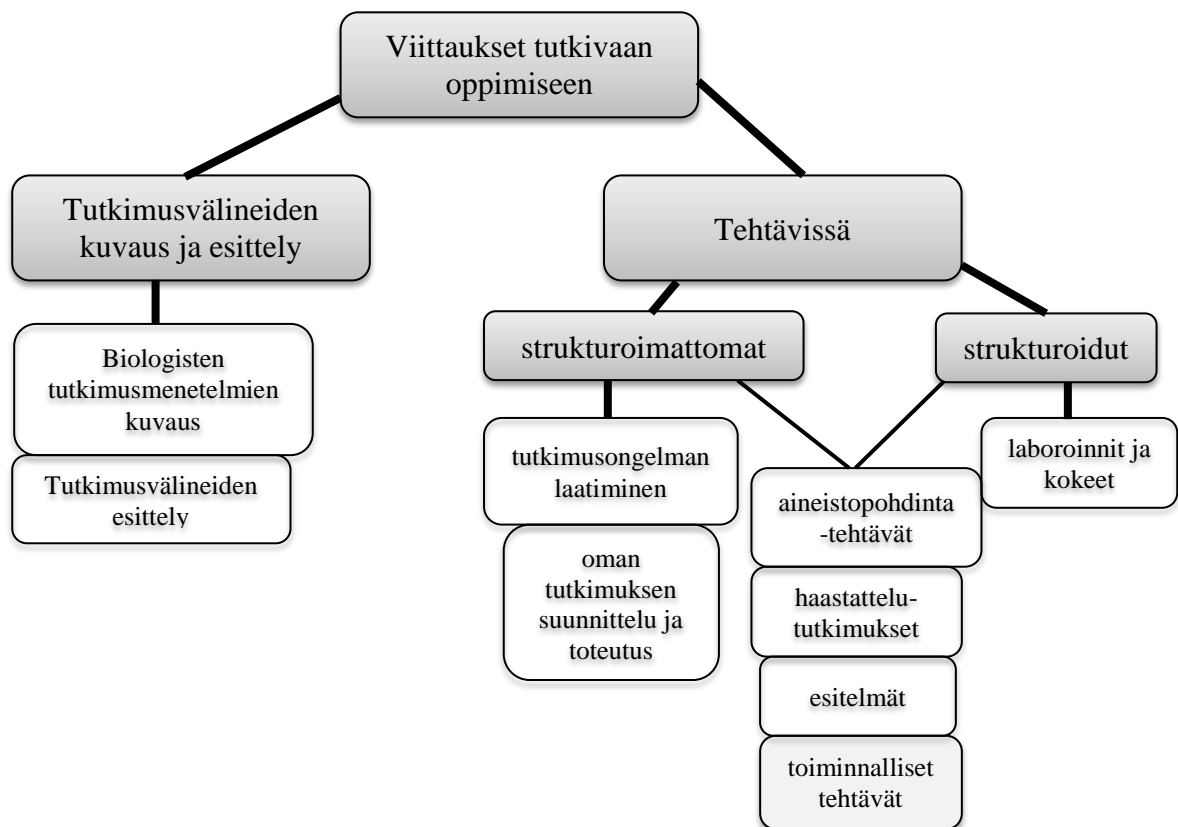 Viittaukset tutkivaan
oppimiseen
Tutkimusvälineiden
kuvaus ja esittely
Tehtävissä
Biologisten
tutkimusmenetelmien
kuvaus
Tutkimusvälineiden
esittely
strukturoimattomat
strukturoidut
tutkimusongelman
laatiminen
oman
tutkimuksen
suunnittelu ja
toteutus
aineistopohdinta
-tehtävät
haastattelu-
tutkimukset
esitelmät
toiminnalliset
tehtävät
laboroinnit ja
kokeet